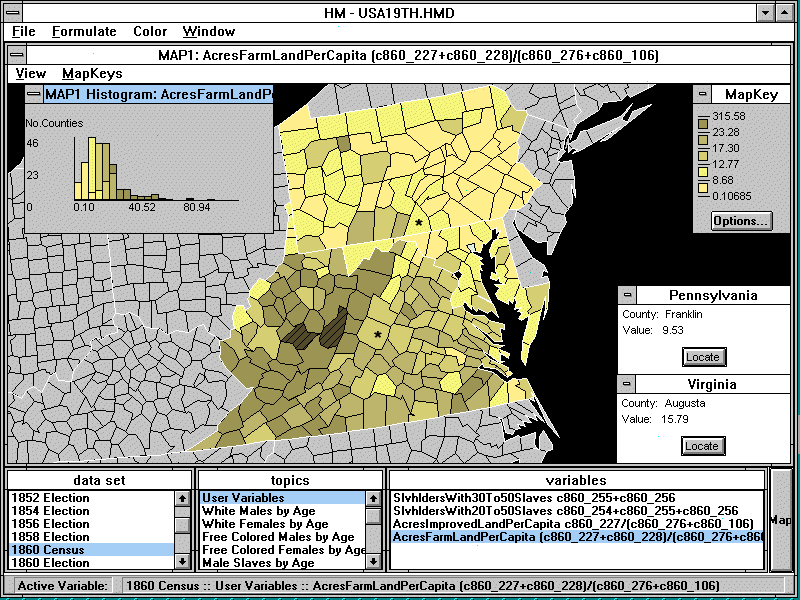 HM - USA19TH.HMD
File Formulate Color Window
MAP1: AcresFarmLandPerCapita (c860_227+c860_228)/(c860_276+c860_106)
View MapKeys
MAP1 Histogram: AcresFarmLandPe
No.Counties
46
23
0
0.10 40.52 80.94
MapKey
315.58
23.28
17.30
12.77
8.68
0.10685
Options...
*
*
Pennsylvania
County: Franklin
Value: 9.53
Locate
Virginia
County: Augusta
Value: 15.79
Locate
data set
1852 Election
1854 Election
1856 Election
1858 Election
1860 Census
1860 Election
topics
User Variables
White Males by Age
White Females by Age
Free Colored Males by Age
Free Colored Females by Age
Male Slaves by Age
variables
SlvhldersWith30To50Slaves c860_255+c860_256
SlvhldersWith20To50Slaves c860_254+c860_255+c860_256
AcresImprovedLandPerCapita c860_227/(c860_276+c860_106)
AcresFarmLandPerCapita (c860_227+c860_228)/(c860_276+c860
Map
Active Variable: 1860 Census :: User Variables :: AcresFarmLandPerCapita (c860_227+c860_228)/(c860_276+c860_106)